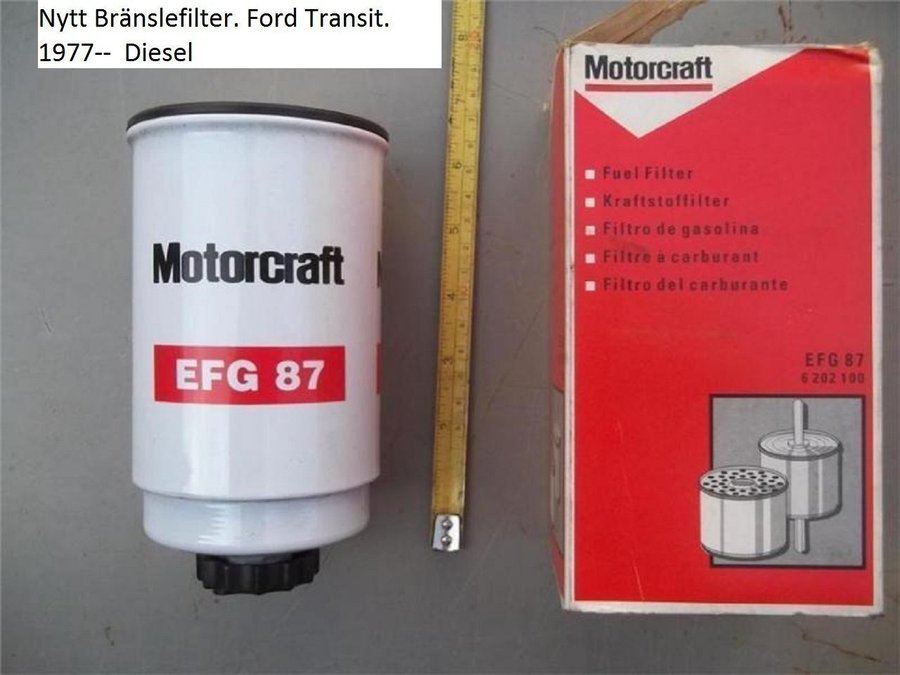 Nytt Bränslefilter. Ford Transit.
1977-- Diesel
Motorcraft
EFG 87
Motorcraft
Fuel Filter
Kraftstoffilter
Filtro de gasolina
Filtre à carburant
Filtro del carburante
EFG 87
6 202 100